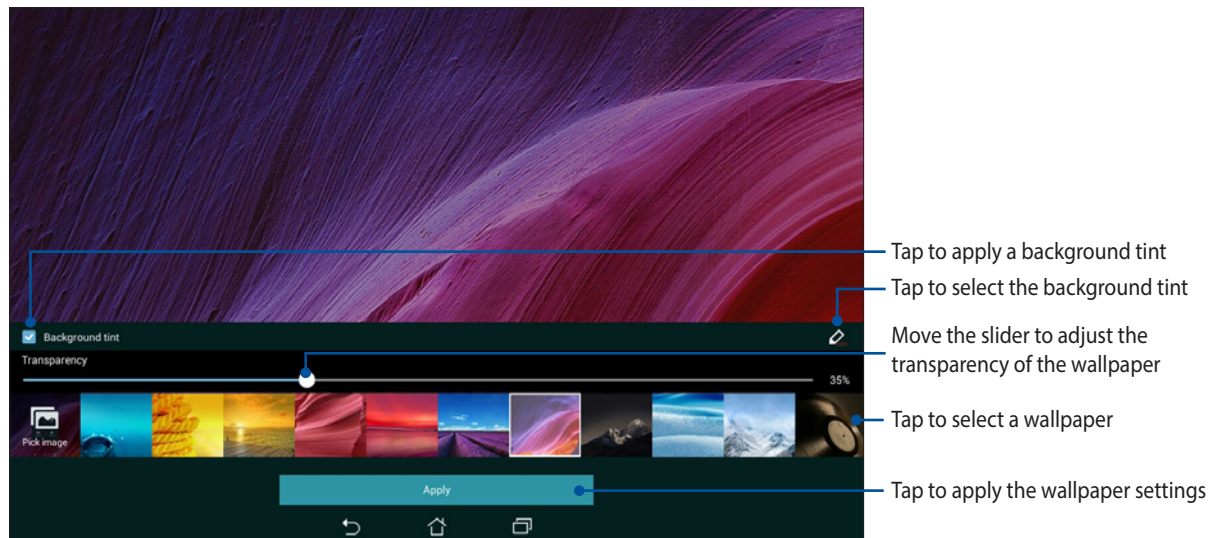 Tap to apply a background tint
Tap to select the background tint
Background tint
Move the slider to adjust the
transparency of the wallpaper
Transparency
35%
Pick image
Tap to select a wallpaper
Apply
Tap to apply the wallpaper settings